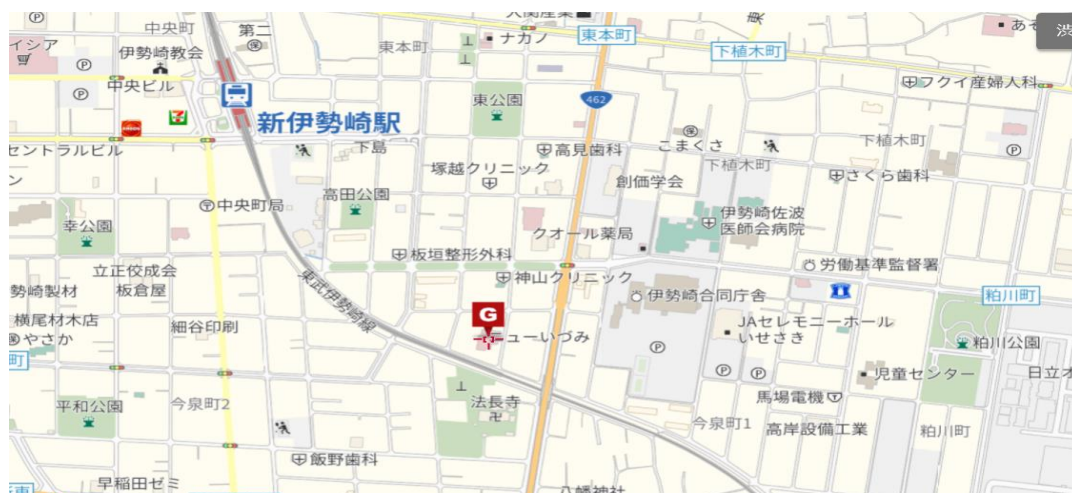 中央町
第二
ナカノ
東本町
東本町
下植木町
イシア
伊勢崎教会
中央ビル
フクイ産婦人科
新伊勢崎駅
東公園
462
こまくさ
下植木町
下植木町
セントラルビル
下島
高見歯科
塚越クリニック
創価学会
さくら歯科
中央町局
高田公園
幸公園
クオール薬局
伊勢崎佐波
医師会病院
板垣整形外科
神山クリニック
労働基準監督署
立正佼成会
板倉屋
東武伊勢崎線
勢崎製材
伊勢崎合同庁舎
粕川町
横尾材木店
やさか
細谷印刷
G
ニューいづみ
JAセレモニーホール
いせさき
粕川公園
町
児童センター
日立オ
平和公園
今泉町2
法長寺
馬場電機
今泉町1
高岸設備工業
粕川町
飯野歯科
早稲田ゼミ
八幡神社